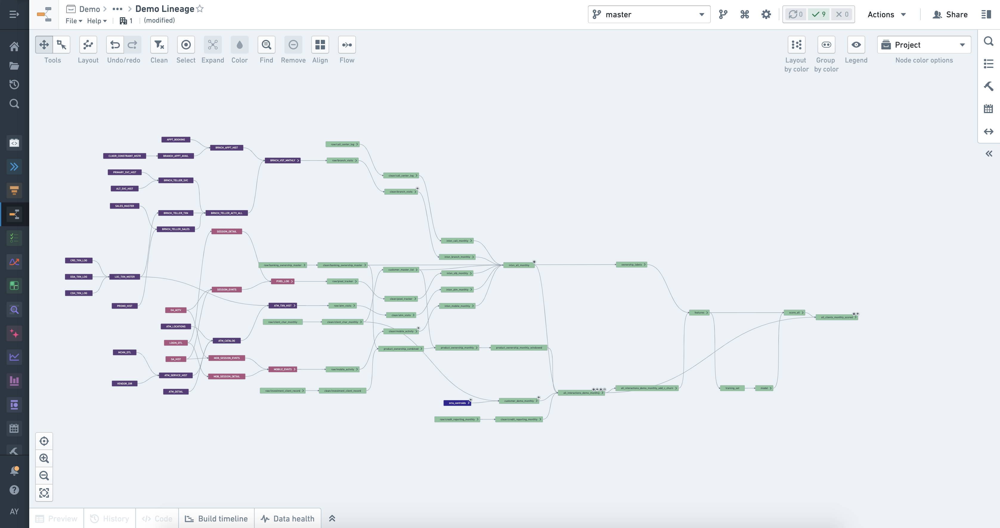 Demo > ••• > Demo Lineage
File Help 1 (modified)
master
0 9 0
Actions
Share
Tools
Layout
Undo/redo
Clean
Select
Expand
Color
Find
Remove
Align
Flow
Layout by color
Group by color
Legend
Project
Node color options
APPT_BOOKING
BRNCH_APPT_HIST
CLNDR_CONSTRAINT_MSTR
BRANCH_APPT_AVAIL
BRNCH_VST_MNTHLY
raw/call_center_log
raw/branch_visits
PRIMARY_SVC_HIST
BRNCH_TELLER_SVC
ALT_SVC_HIST
clean/call_center_log
clean/branch_visits
SALES_MASTER
BRNCH_TELLER_TXN
BRNCH_TELLER_ACTV_ALL
BRNCH_TELLER_SALES
SESSION_DETAIL
intxn_call_monthly
intxn_branch_monthly
CRD_TXN_LOG
raw/banking_ownership_master
clean/banking_ownership_master
customer_master_list
intxn_all_monthly
ownership_labels
intxn_olb_monthly
DDA_TXN_LOG
LOC_TXN_MSTER
PIXEL_LOG
raw/pixel_tracker
CSH_TXN_LOG
SESSION_EVNTS
intxn_atm_monthly
clean/pixel_tracker
PROMO_HIST
ATM_TXN_HIST
raw/atm_visits
intxn_mobile_monthly
GA_ACTV
clean/atm_visits
features
score_all
all_clients_monthly_scored
raw/client_char_monthly
clean/client_char_monthly
ATM_LOCATIONS
clean/mobile_activity
LOGIN_DTL
ATM_CATALOG
product_ownership_combined
product_ownership_monthly
product_ownership_monthly_windowed
MCHN_DTL
GA_HIST
MOB_SESSION_EVNTS
MOBILE_EVNTS
raw/mobile_activity
ATM_SERVICE_HIST
MOB_SESSION_DETAIL
VENDOR_DIR
ATM_DETAIL
raw/investment_client_record
clean/investment_client_record
all_interactions_demo_monthly
all_interactions_demo_monthly_add_c_churn
training_set
model
zcta_centroids
customer_demo_monthly
raw/credit_reporting_monthly
clean/credit_reporting_monthly
AY
Preview
History
Code
Build timeline
Data health